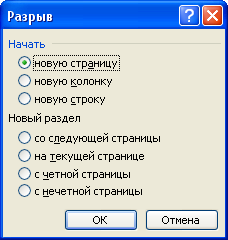 Разрыв
Начать
новую страницу
новую колонку
новую строку
Новый раздел
со следующей страницы
на текущей странице
с четной страницы
с нечетной страницы
ОК
Отмена